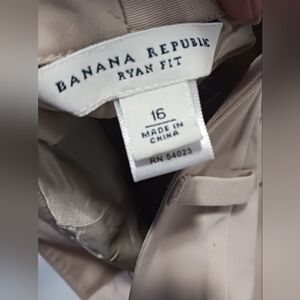 BANANA REPUBLIC
RYAN FIT
16
MADE IN
CHINA
RN 54023